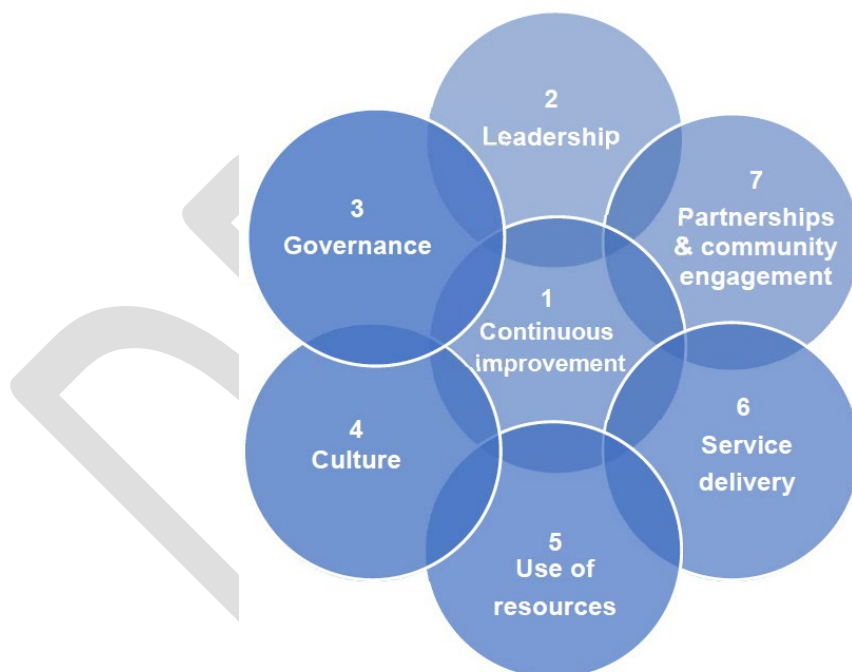 2
Leadership
3
Governance
7
Partnerships
& community
engagement
1
Continuous
improvement
4
Culture
6
Service
delivery
5
Use of
resources